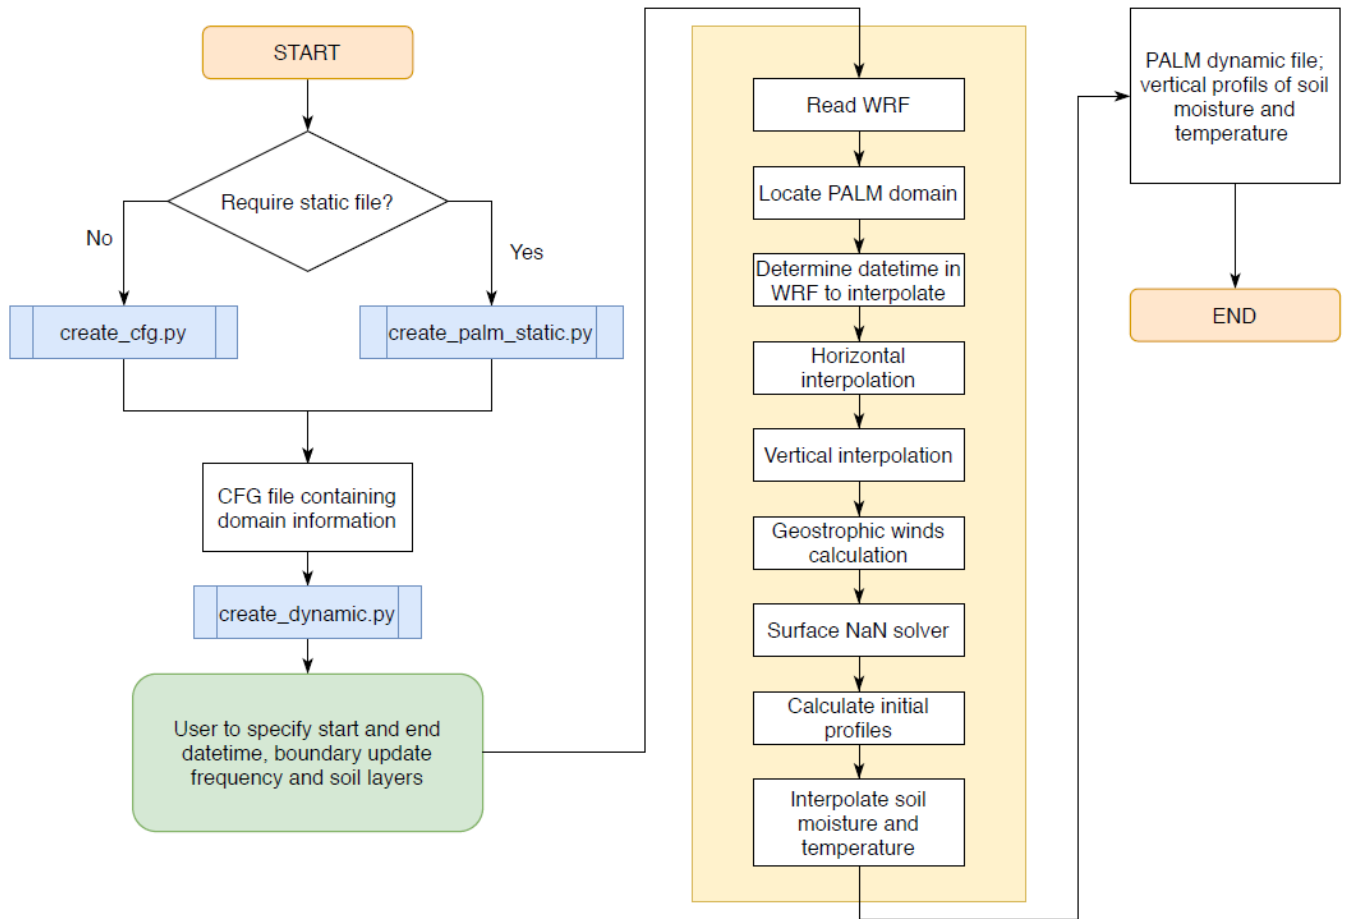 START
Require static file?
No
Yes
create_cfg.py
create_palm_static.py
CFG file containing
domain information
create_dynamic.py
User to specify start and end
datetime, boundary update
frequency and soil layers
Read WRF
Locate PALM domain
Determine datetime in
WRF to interpolate
Horizontal
interpolation
Vertical interpolation
Geostrophic winds
calculation
Surface NaN solver
Calculate initial
profiles
Interpolate soil
moisture and
temperature
PALM dynamic file;
vertical profils of soil
moisture and
temperature
END